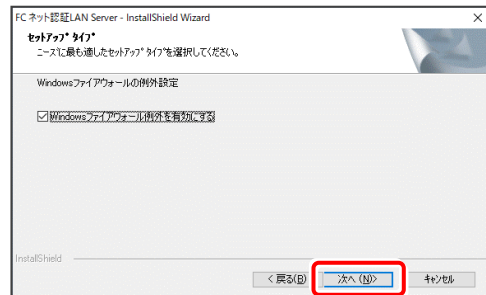 FC ネット認証LAN Server - InstallShield Wizard
セットアップ タイプ
ニーズに最も適したセットアップ タイプを選択してください。
Windowsファイアウォールの例外設定
Windowsファイアウォール例外を有効にする
InstallShield
< 戻る(B)
次へ (N)>
キャンセル